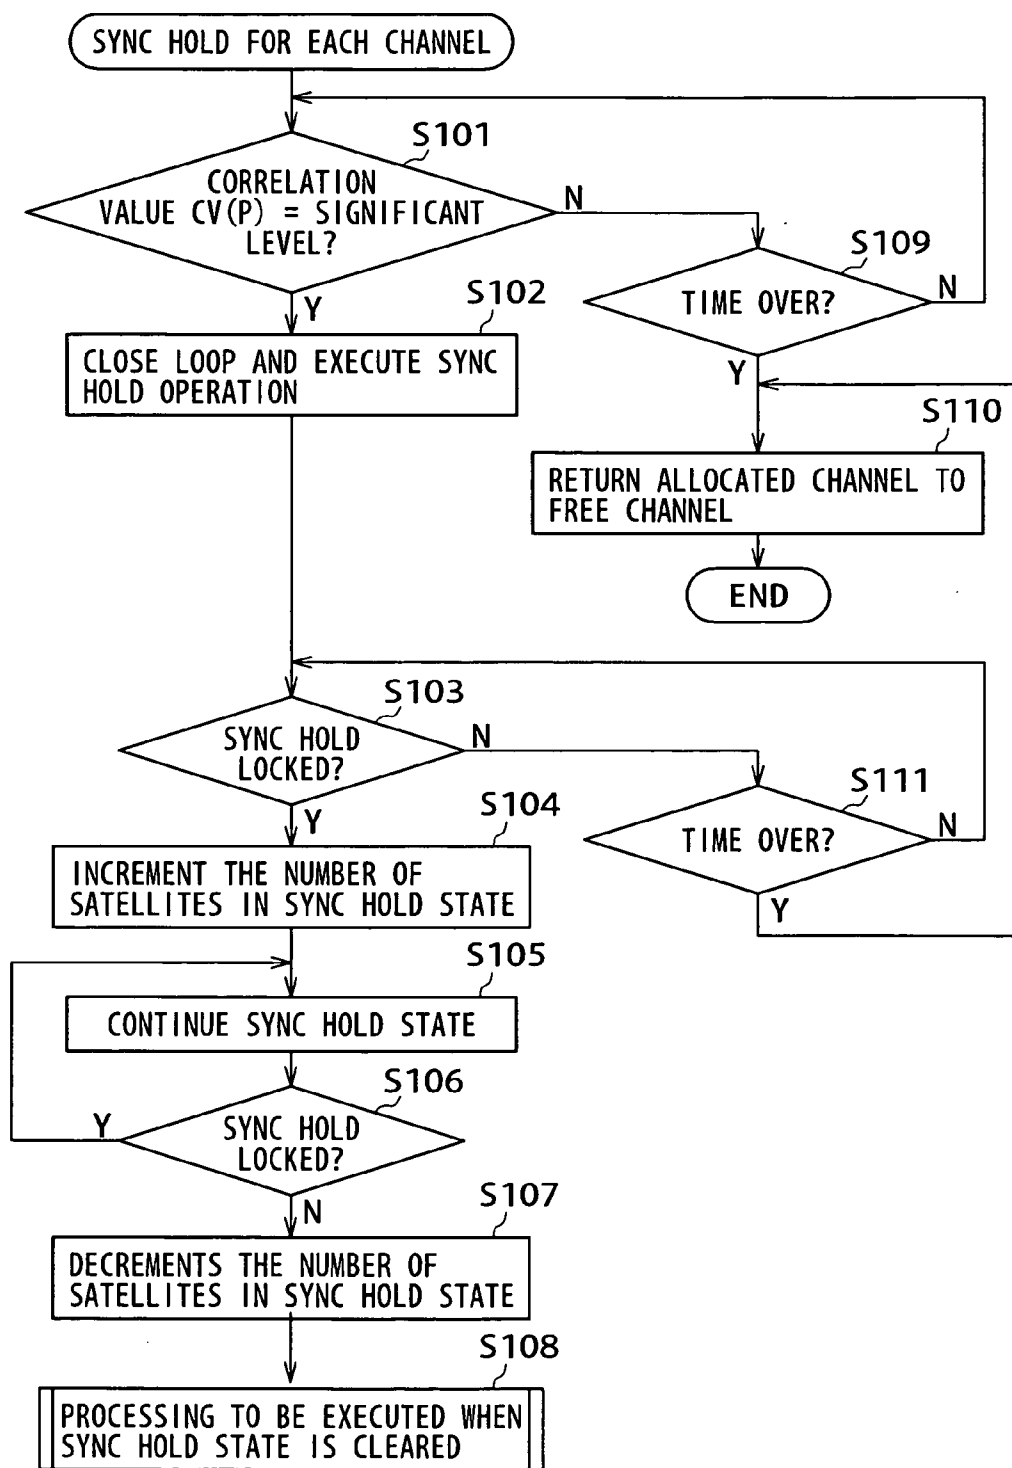 SYNC HOLD FOR EACH CHANNEL
S101
CORRELATION
VALUE CV(P) = SIGNIFICANT
LEVEL?
N
Y
S109
TIME OVER?
N
Y
S102
CLOSE LOOP AND EXECUTE SYNC
HOLD OPERATION
S110
RETURN ALLOCATED CHANNEL TO
FREE CHANNEL
END
S103
SYNC HOLD
LOCKED?
N
Y
S111
TIME OVER?
N
Y
S104
INCREMENT THE NUMBER OF
SATELLITES IN SYNC HOLD STATE
S105
CONTINUE SYNC HOLD STATE
S106
SYNC HOLD
LOCKED?
Y
N
S107
DECREMENTS THE NUMBER OF
SATELLITES IN SYNC HOLD STATE
S108
PROCESSING TO BE EXECUTED WHEN
SYNC HOLD STATE IS CLEARED